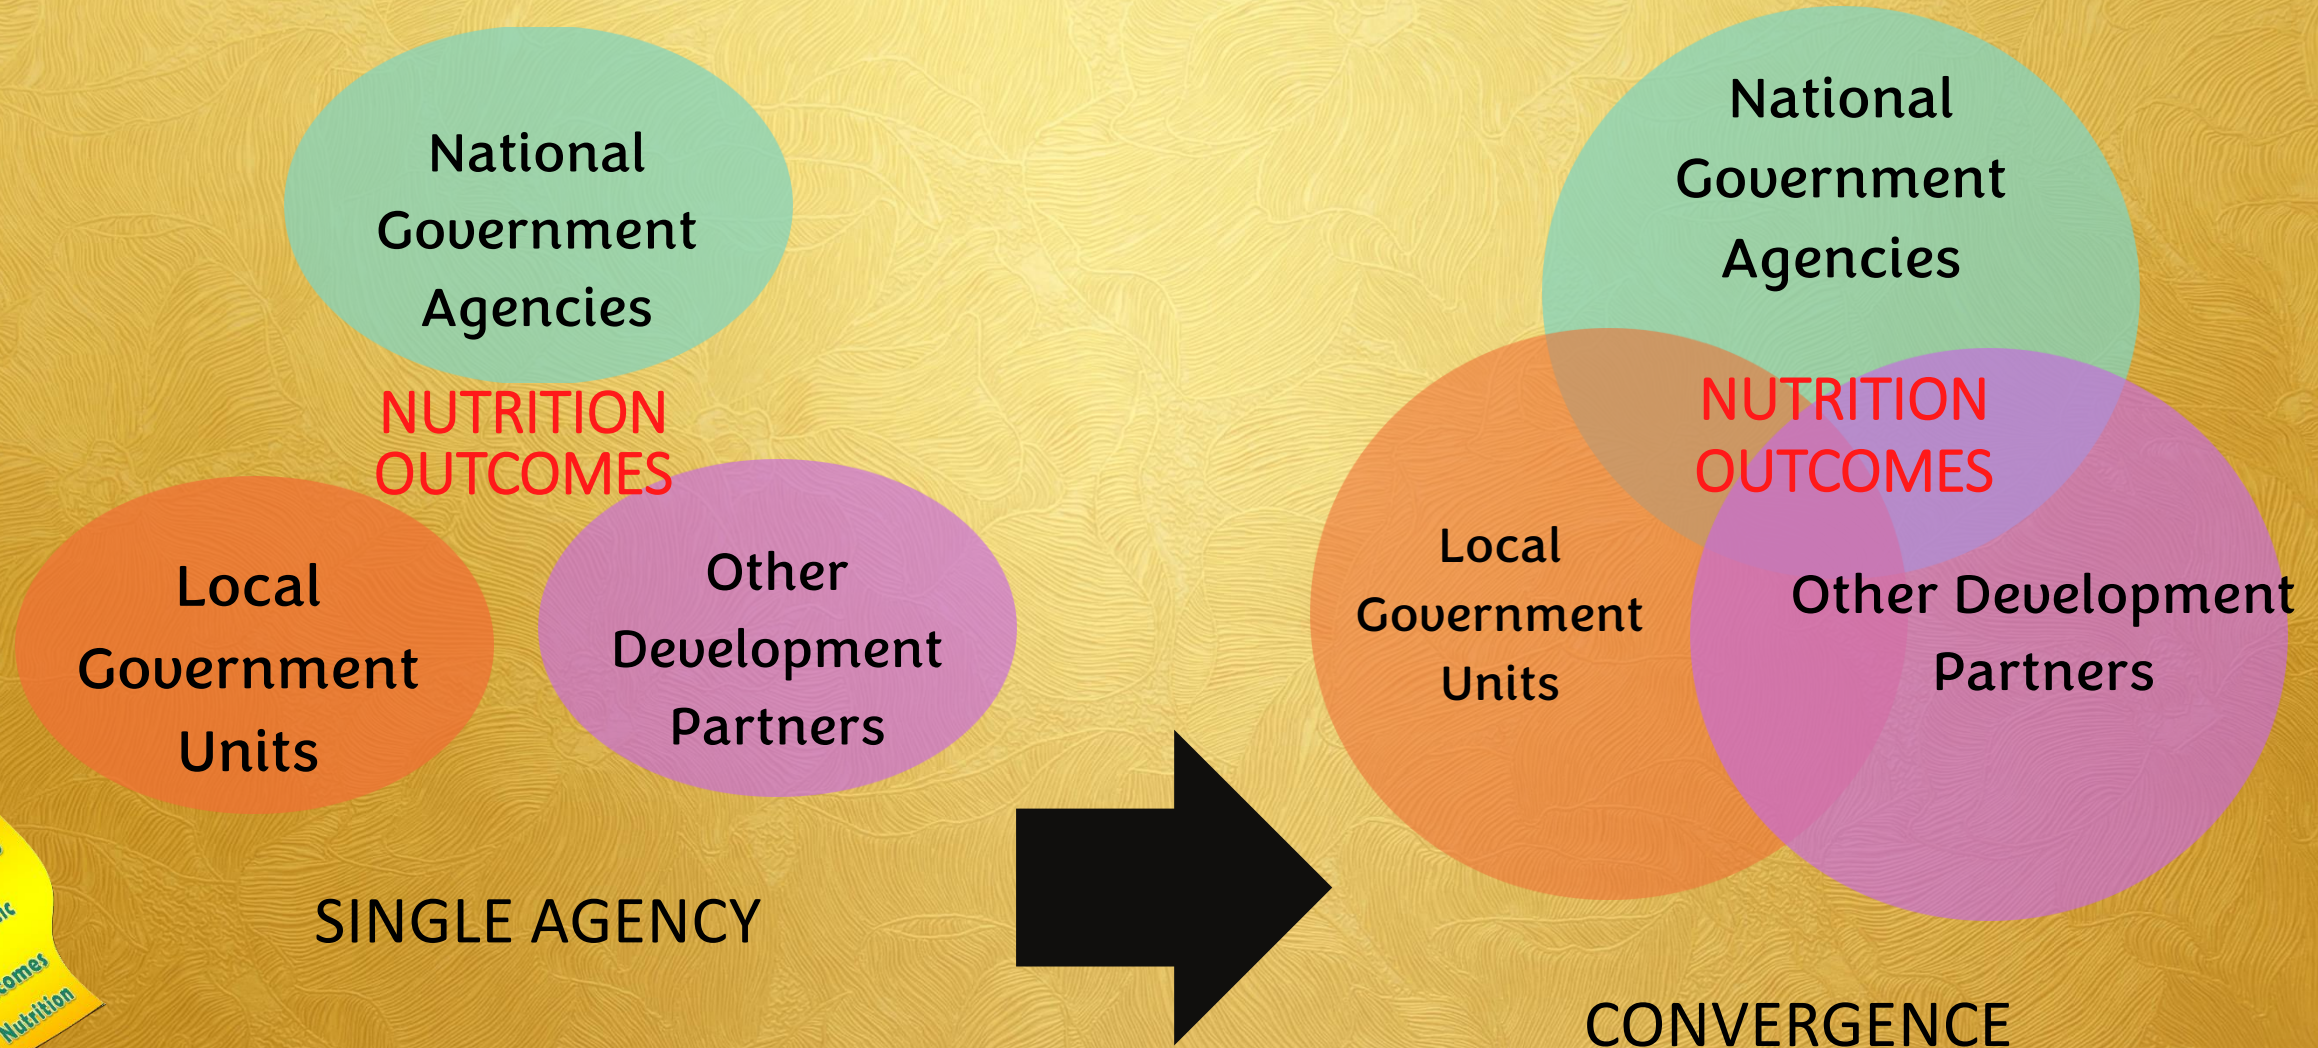 National
Government
Agencies
NUTRITION
OUTCOMES
Local
Government
Units
Other
Development
Partners
SINGLE AGENCY
National
Government
Agencies
NUTRITION
OUTCOMES
Local
Government
Units
Other Development
Partners
CONVERGENCE
Nutrition